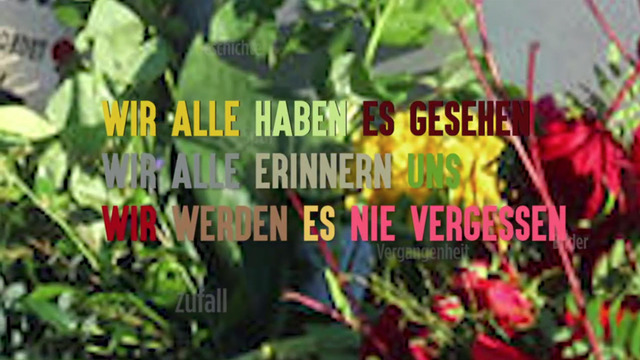 WIR ALLE HABEN ES GESEHEN
WIR ALLE ERINNERN UNS
WIR WERDEN ES NIE VERGESSEN
Vergangenheit
zufall